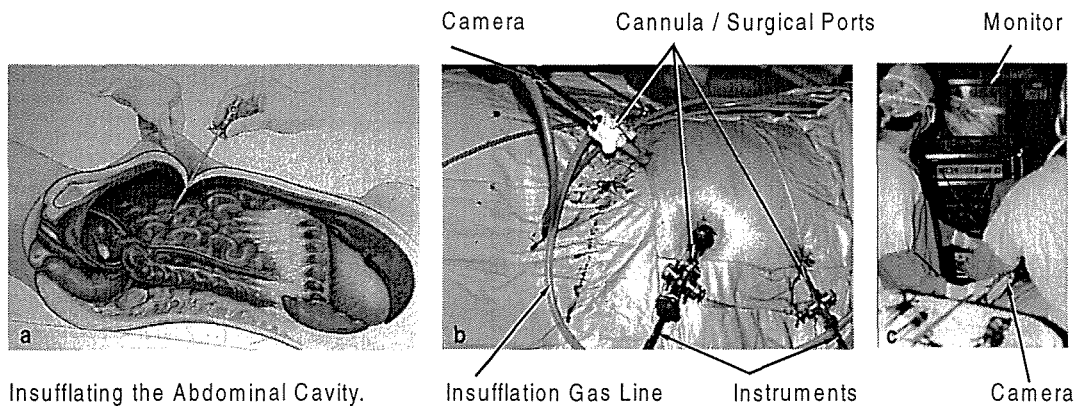 Camera
Cannula / Surgical Ports
Monitor
a
b
c
Insufflating the Abdominal Cavity.
Insufflation Gas Line
Instruments
Camera